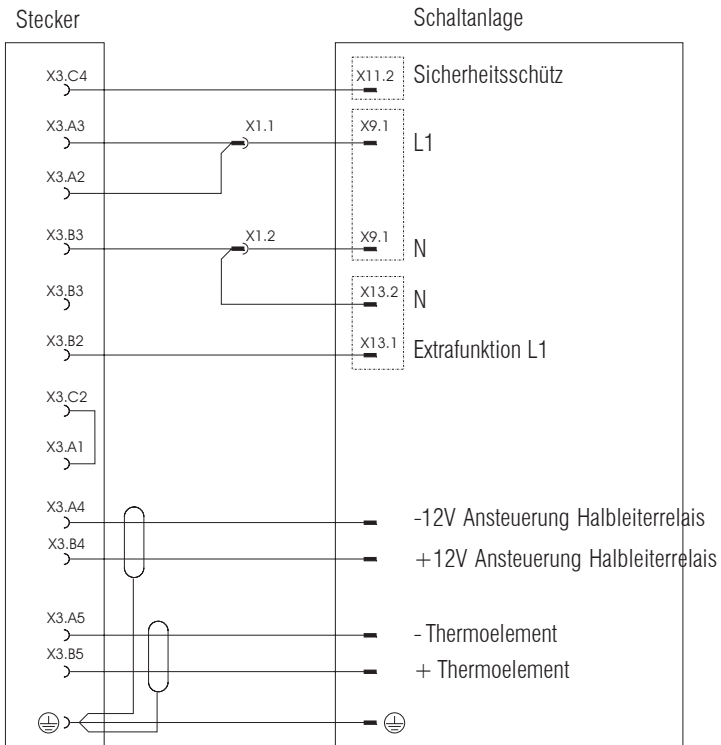 Stecker
Schaltanlage
X3.C4
X11.2
Sicherheitsschütz
X3.A3
X1.1
X9.1
L1
X3.A2
X3.B3
X1.2
X9.1
N
X3.B3
X13.2
N
X3.B2
X13.1
Extrafunktion L1
X3.C2
X3.A1
X3.A4
-12V Ansteuerung Halbleiterrelais
X3.B4
+12V Ansteuerung Halbleiterrelais
X3.A5
- Thermoelement
X3.B5
+ Thermoelement